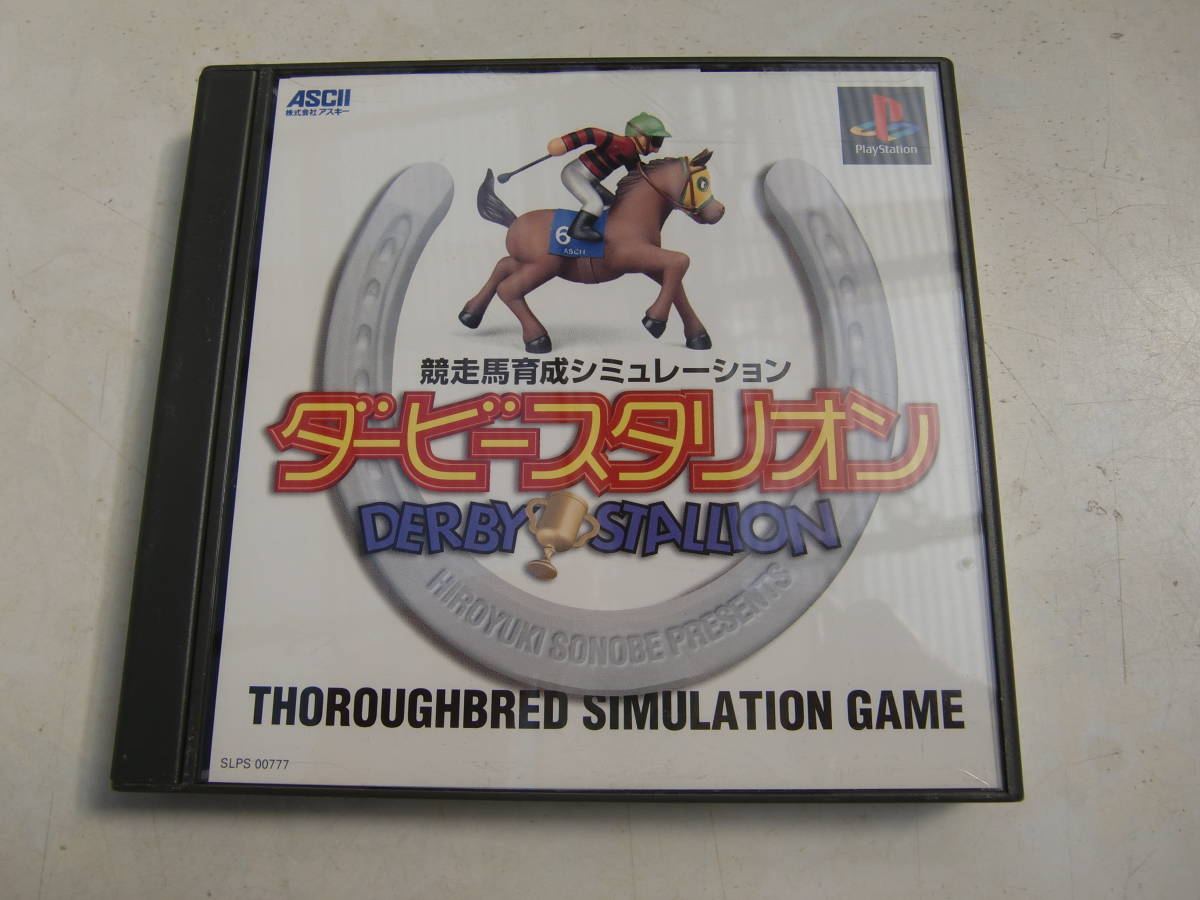 ASCII
株式会社アスキー
PlayStation
6
ASCII
競走馬育成シミュレーション
ダービースタリオン
DERBY STALLION
HIROYUKI SONOBE PRESENTS
THOROUGHBRED SIMULATION GAME
SLPS 00777